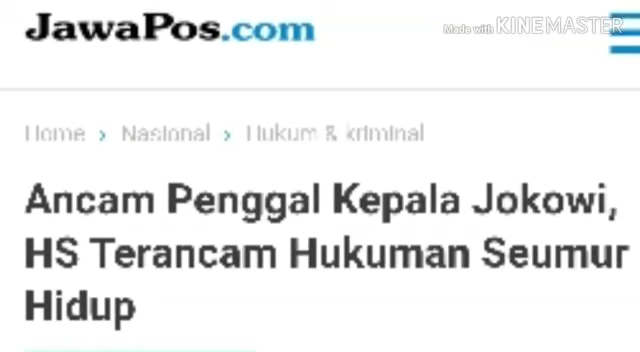 JawaPos.com
Made with KINEMASTER
Home > Nasional > Hukum & kriminal
Ancam Penggal Kepala Jokowi,
HS Terancam Hukuman Seumur
Hidup